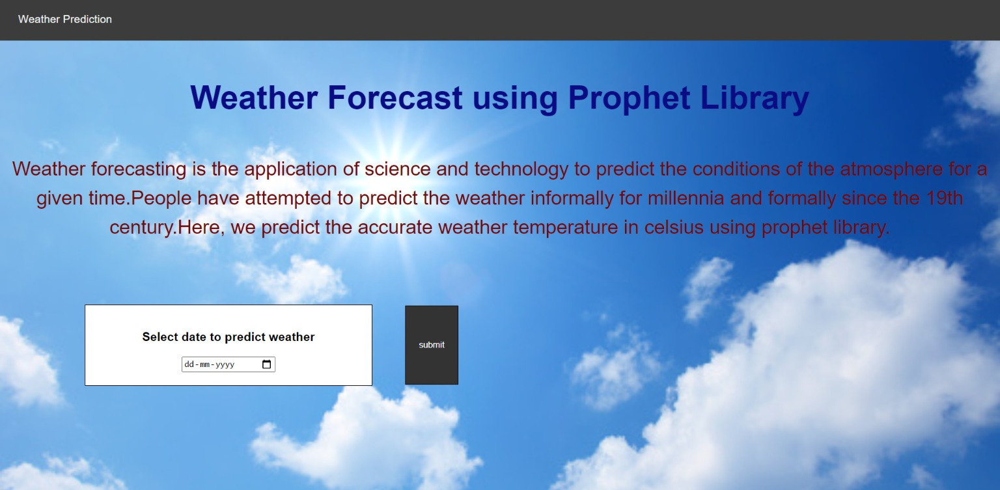 Weather Prediction
Weather Forecast using Prophet Library
Weather forecasting is the application of science and technology to predict the conditions of the atmosphere for a
given time.People have attempted to predict the weather informally for millennia and formally since the 19th
century.Here, we predict the accurate weather temperature in celsius using prophet library.
Select date to predict weather
submit
dd-mm-yyyy